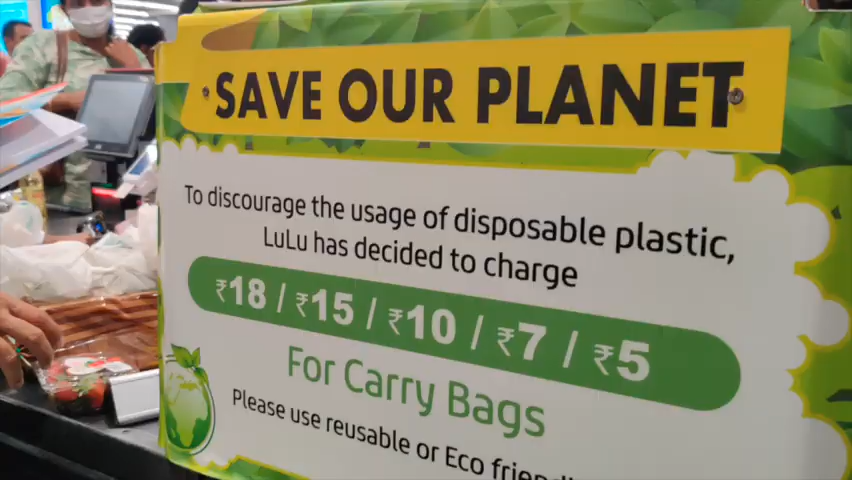 SAVE OUR PLANET
To discourage the usage of disposable plastic,
LuLu has decided to charge
₹18 / ₹15 / ₹10 / ₹7 / ₹5
For Carry Bags
Please use reusable or Eco